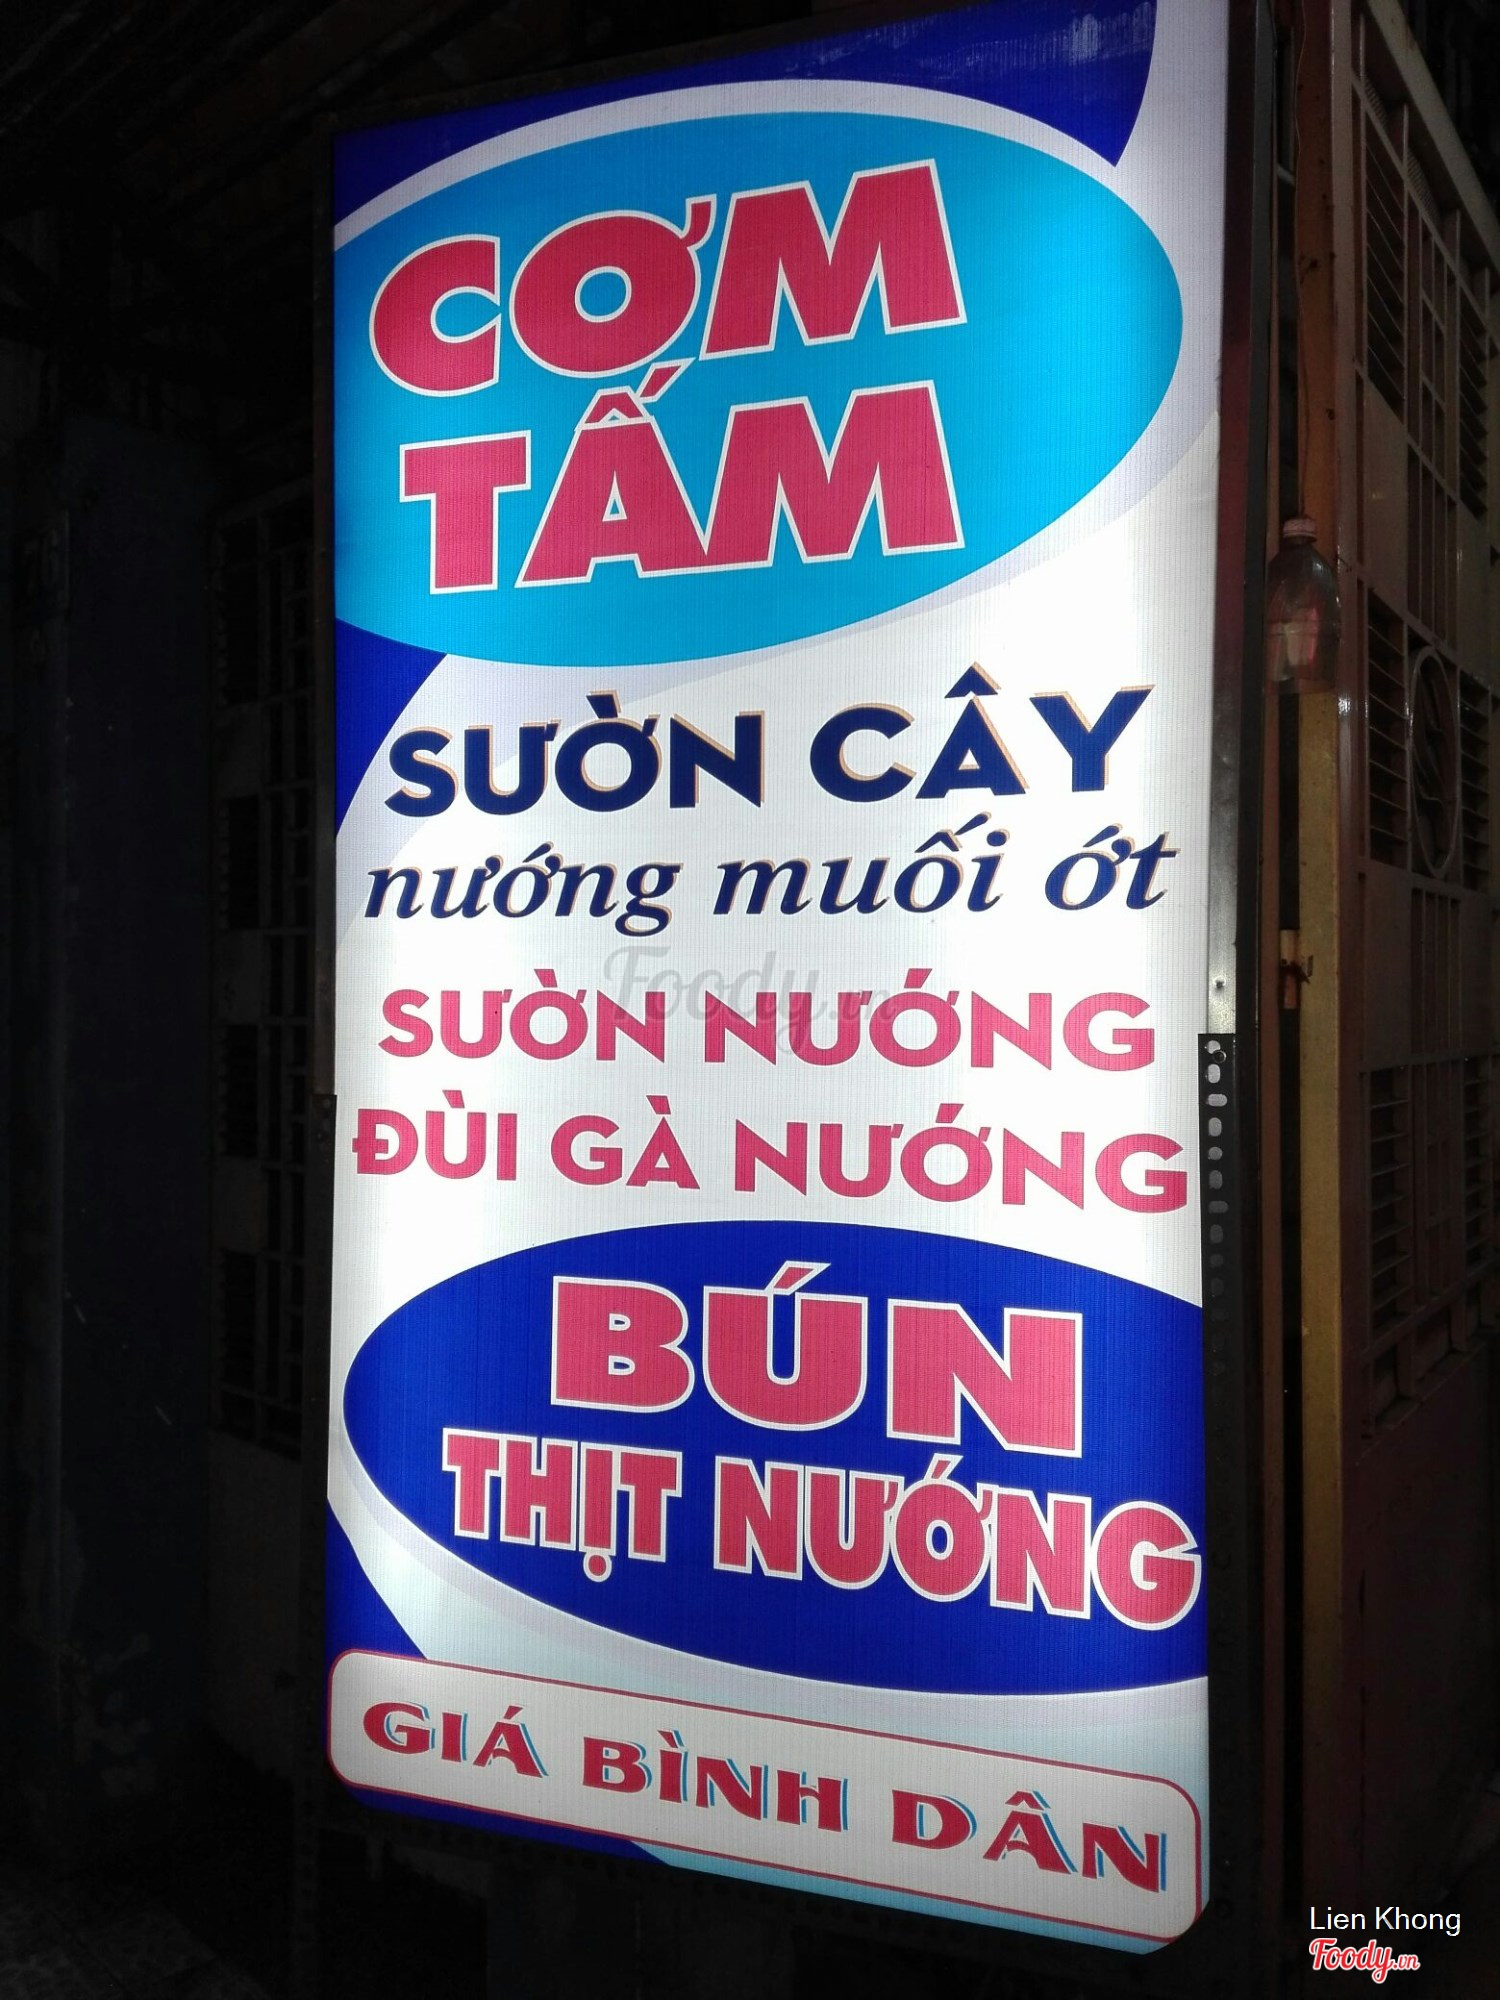 CƠM
TẤM
SƯỜN CÂY
nướng muối ớt
Foody.vn
SƯỜN NƯỚNG
ĐÙI GÀ NƯỚNG
BÚN
THỊT NƯỚNG
GIÁ BÌNH DÂN
Lien Khong
Foody.vn